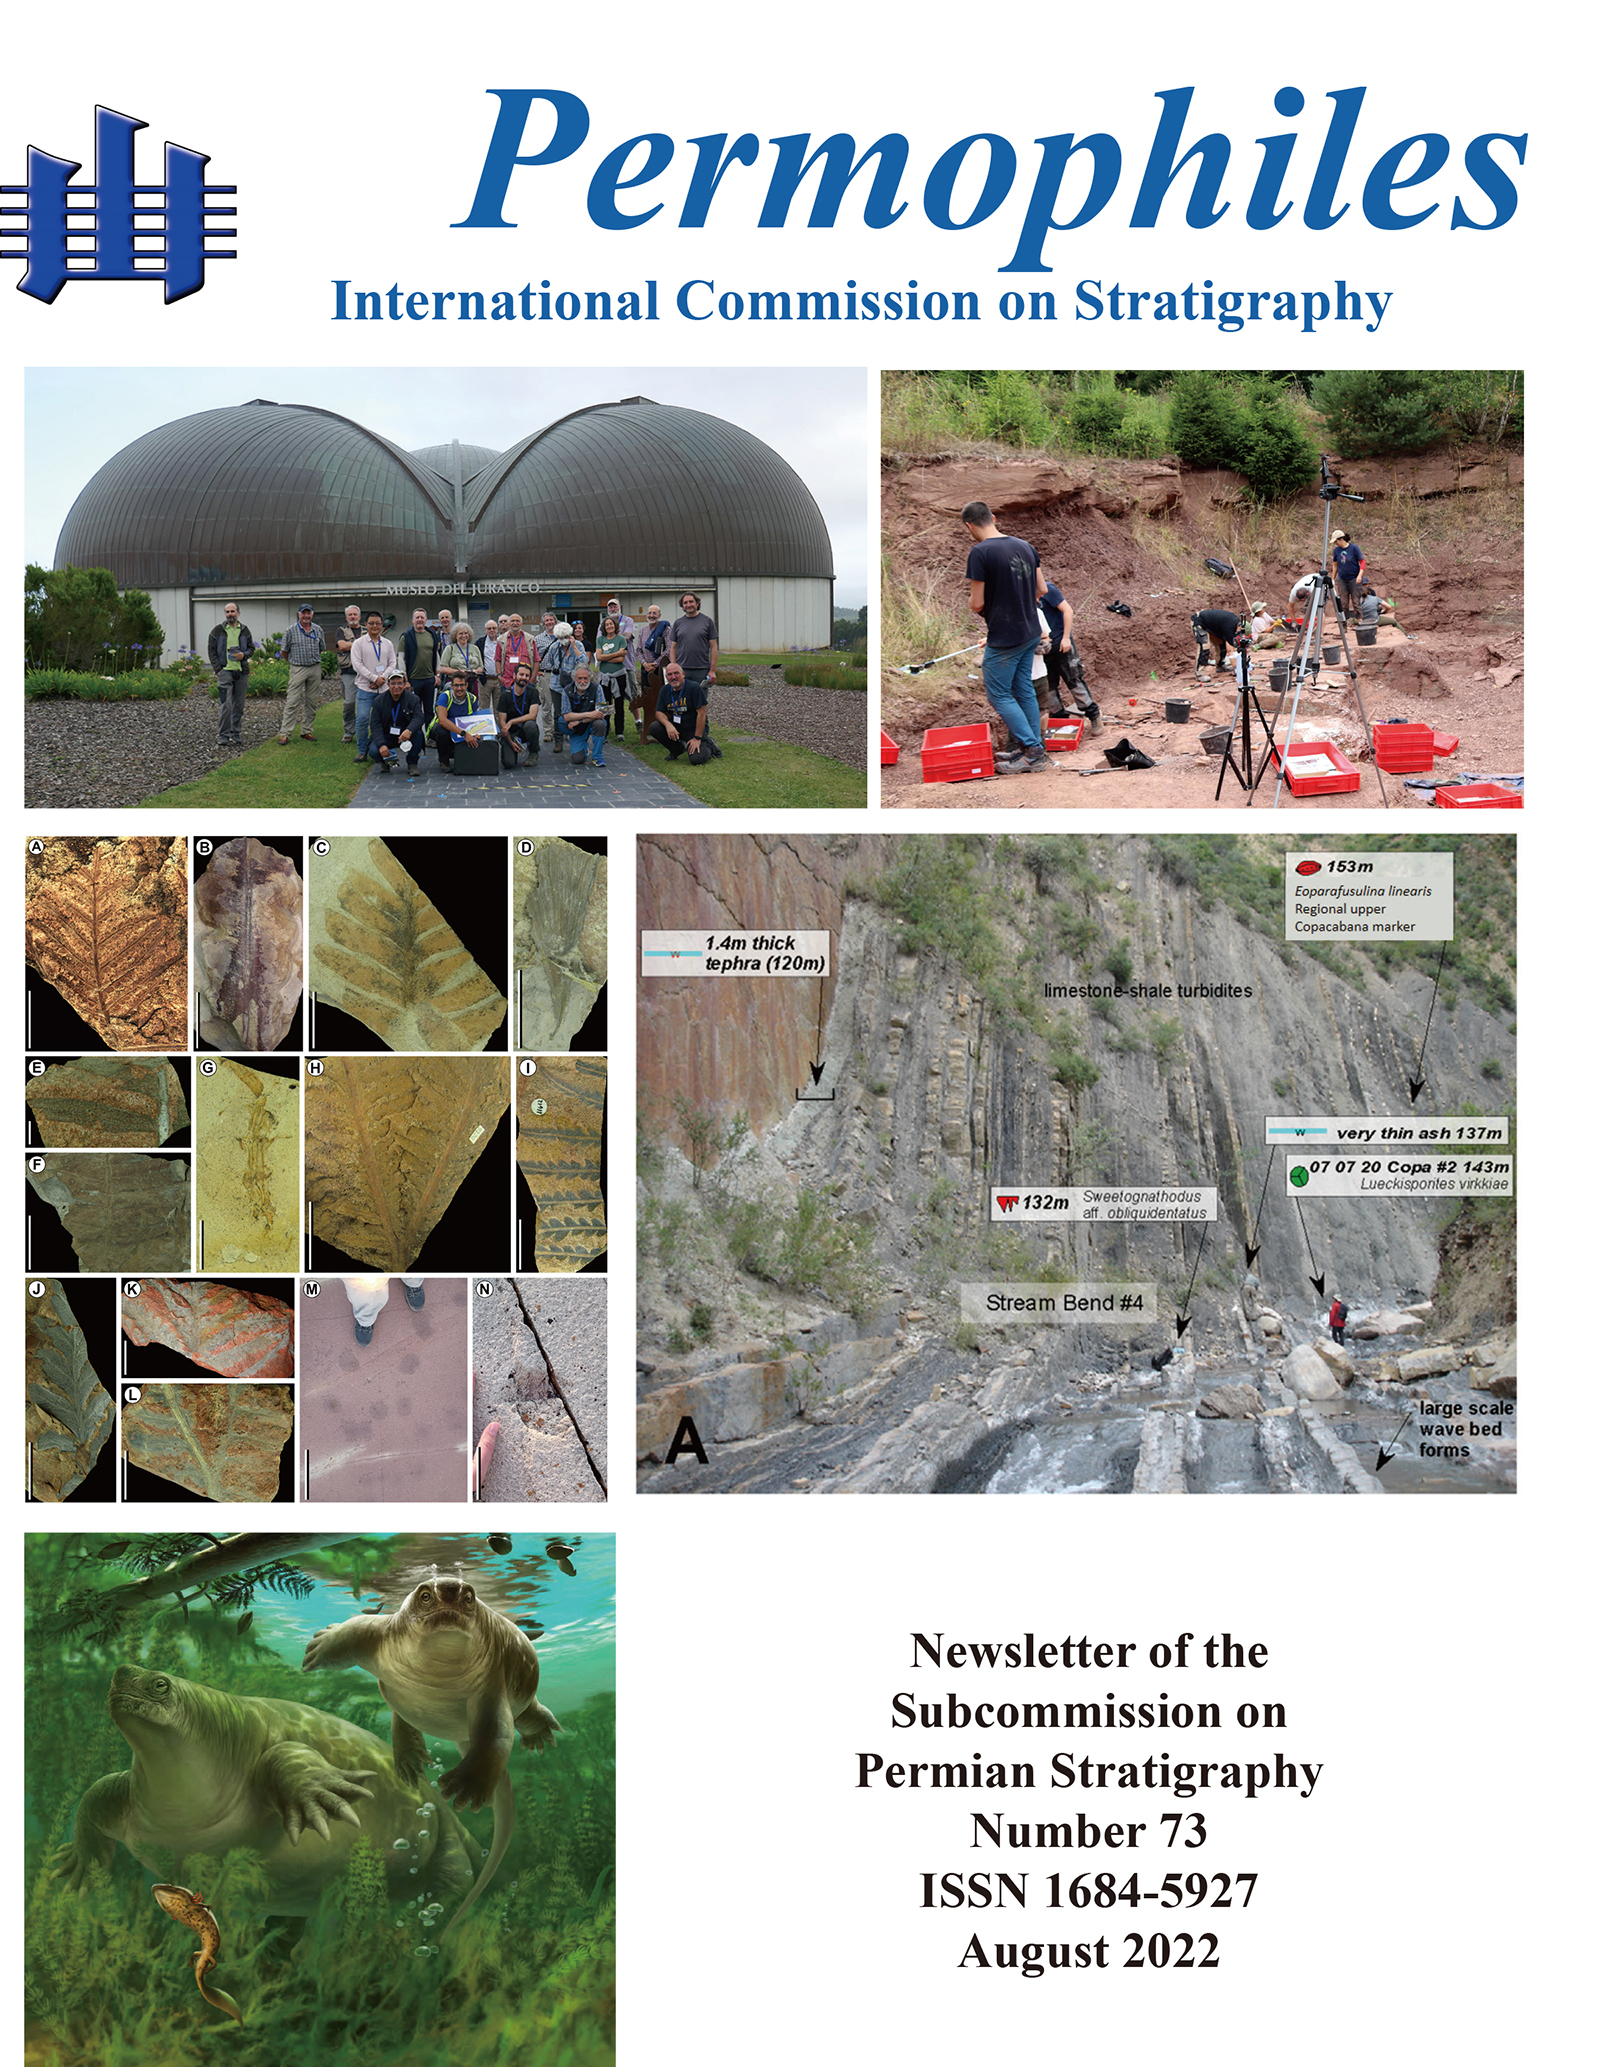 Permophiles
International Commission on Stratigraphy
MUSEO DEL JURASICO
A
B
C
D
E
F
G
H
I
J
K
L
M
N
153m
Eoparafusulina linearis
Regional upper
Copacabana marker
1.4m thick
tephra (120m)
limestone-shale turbidites
w
w
very thin ash 137m
07 07 20 Copa #2 143m
Lueckisporites virkkiae
132m
Sweetognathodus
aff. obliquidentatus
Stream Bend #4
large scale
wave bed
forms
A
Newsletter of the
Subcommission on
Permian Stratigraphy
Number 73
ISSN 1684-5927
August 2022